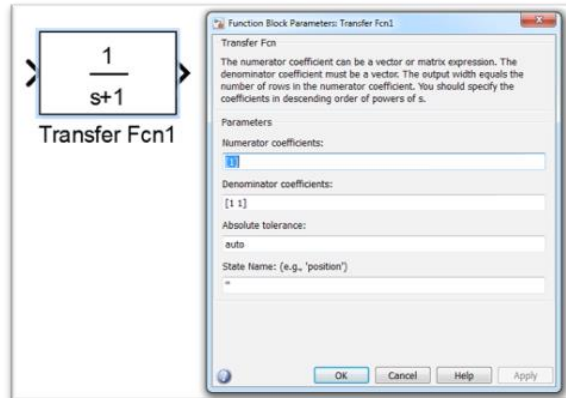 1
s+1
Transfer Fcn1
Function Block Parameters: Transfer Fcn1
Transfer Fcn
The numerator coefficient can be a vector or matrix expression. The
denominator coefficient must be a vector. The output width equals the
number of rows in the numerator coefficient. You should specify the
coefficients in descending order of powers of s.
Parameters
Numerator coefficients:
[1]
Denominator coefficients:
[1 1]
Absolute tolerance:
auto
State Name: (e.g., 'position')
''
OK Cancel Help Apply